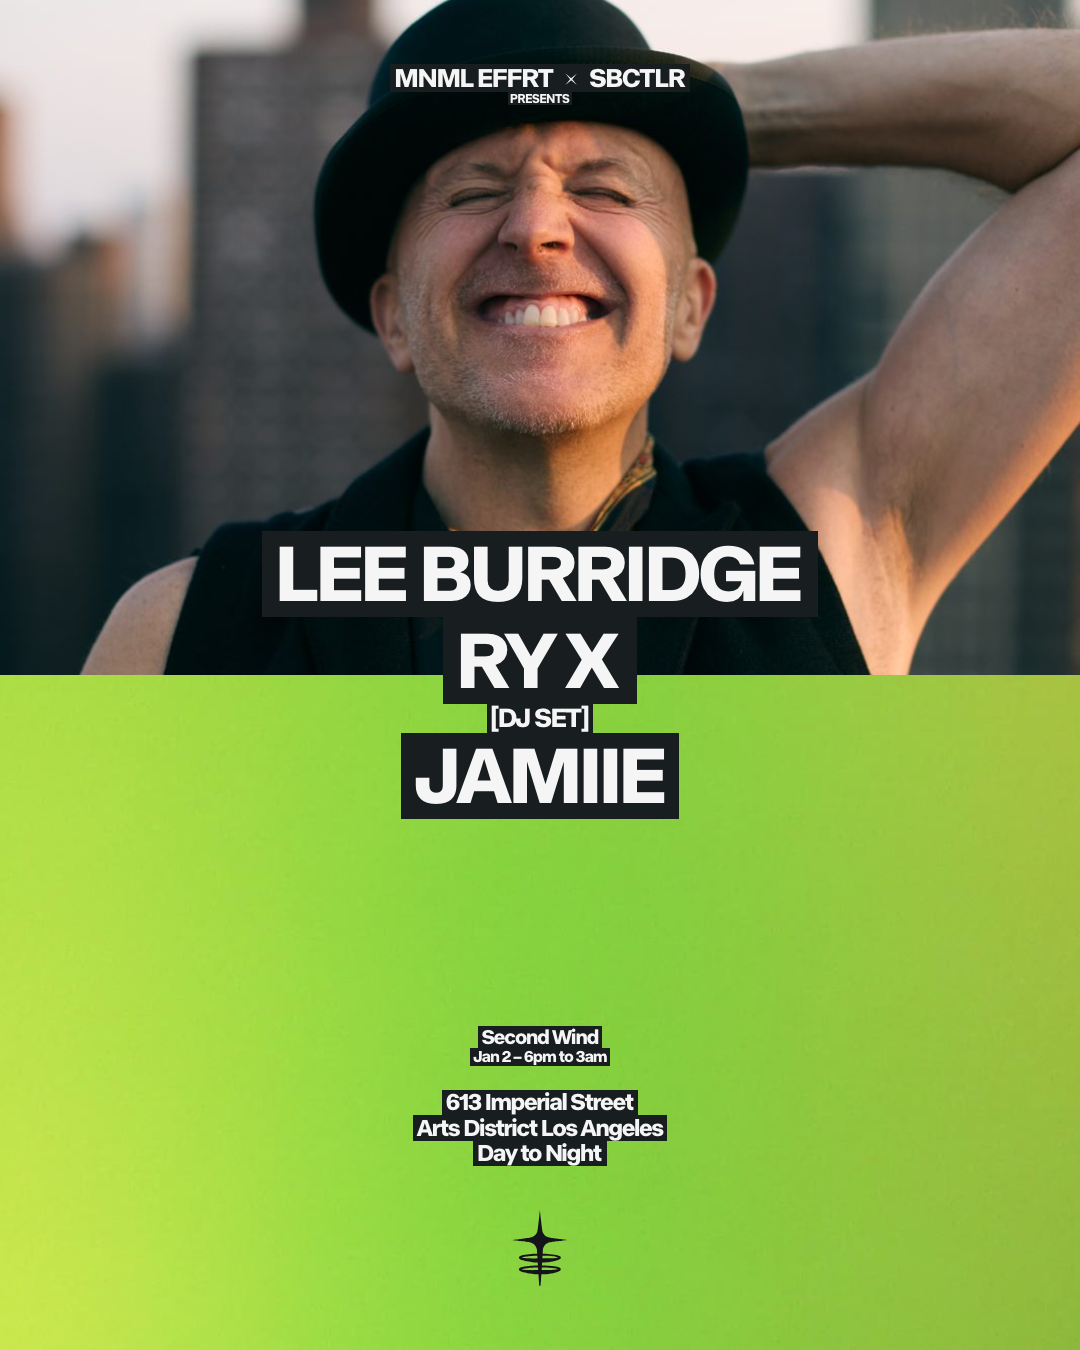 MNML EFFRT × SBCTLR
PRESENTS
LEE BURRIDGE
RY X
[DJ SET]
JAMIIE
Second Wind
Jan 2 – 6pm to 3am
613 Imperial Street
Arts District Los Angeles
Day to Night